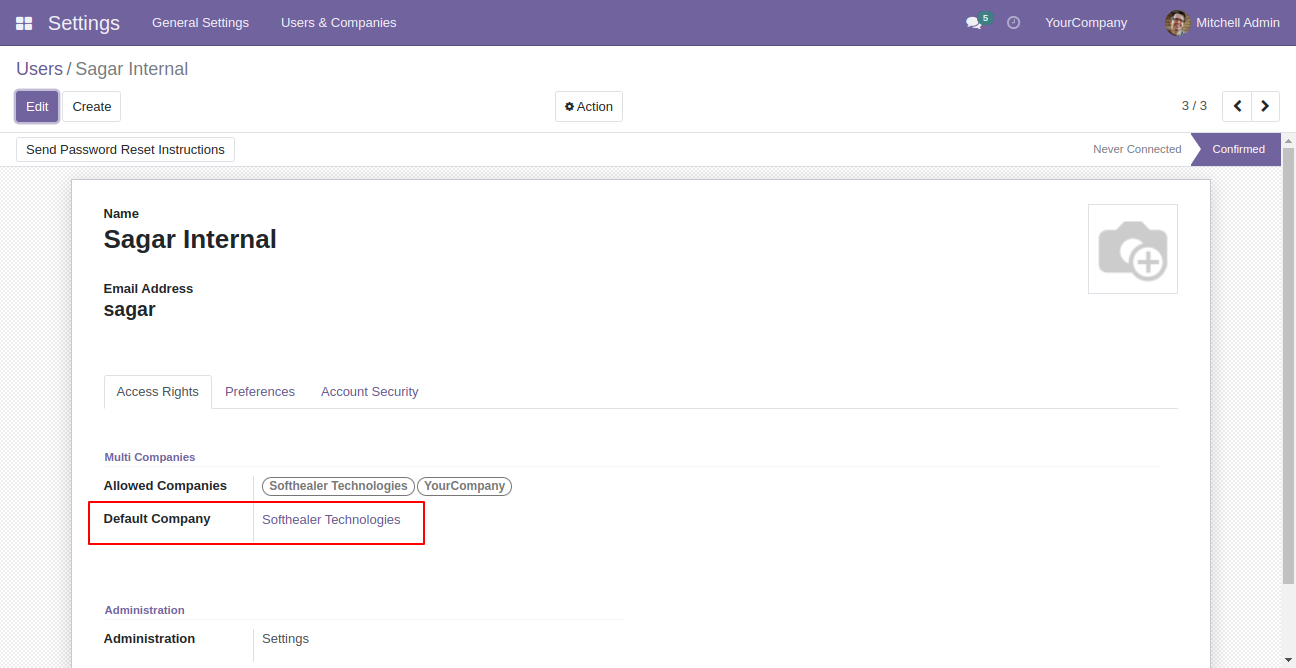 Settings General Settings Users & Companies 5 YourCompany Mitchell Admin
Users / Sagar Internal
Edit Create Action 3 / 3
Send Password Reset Instructions Never Connected Confirmed
Name
Sagar Internal
Email Address
sagar
Access Rights Preferences Account Security
Multi Companies
Allowed Companies Softhealer Technologies YourCompany
Default Company Softhealer Technologies
Administration
Administration Settings